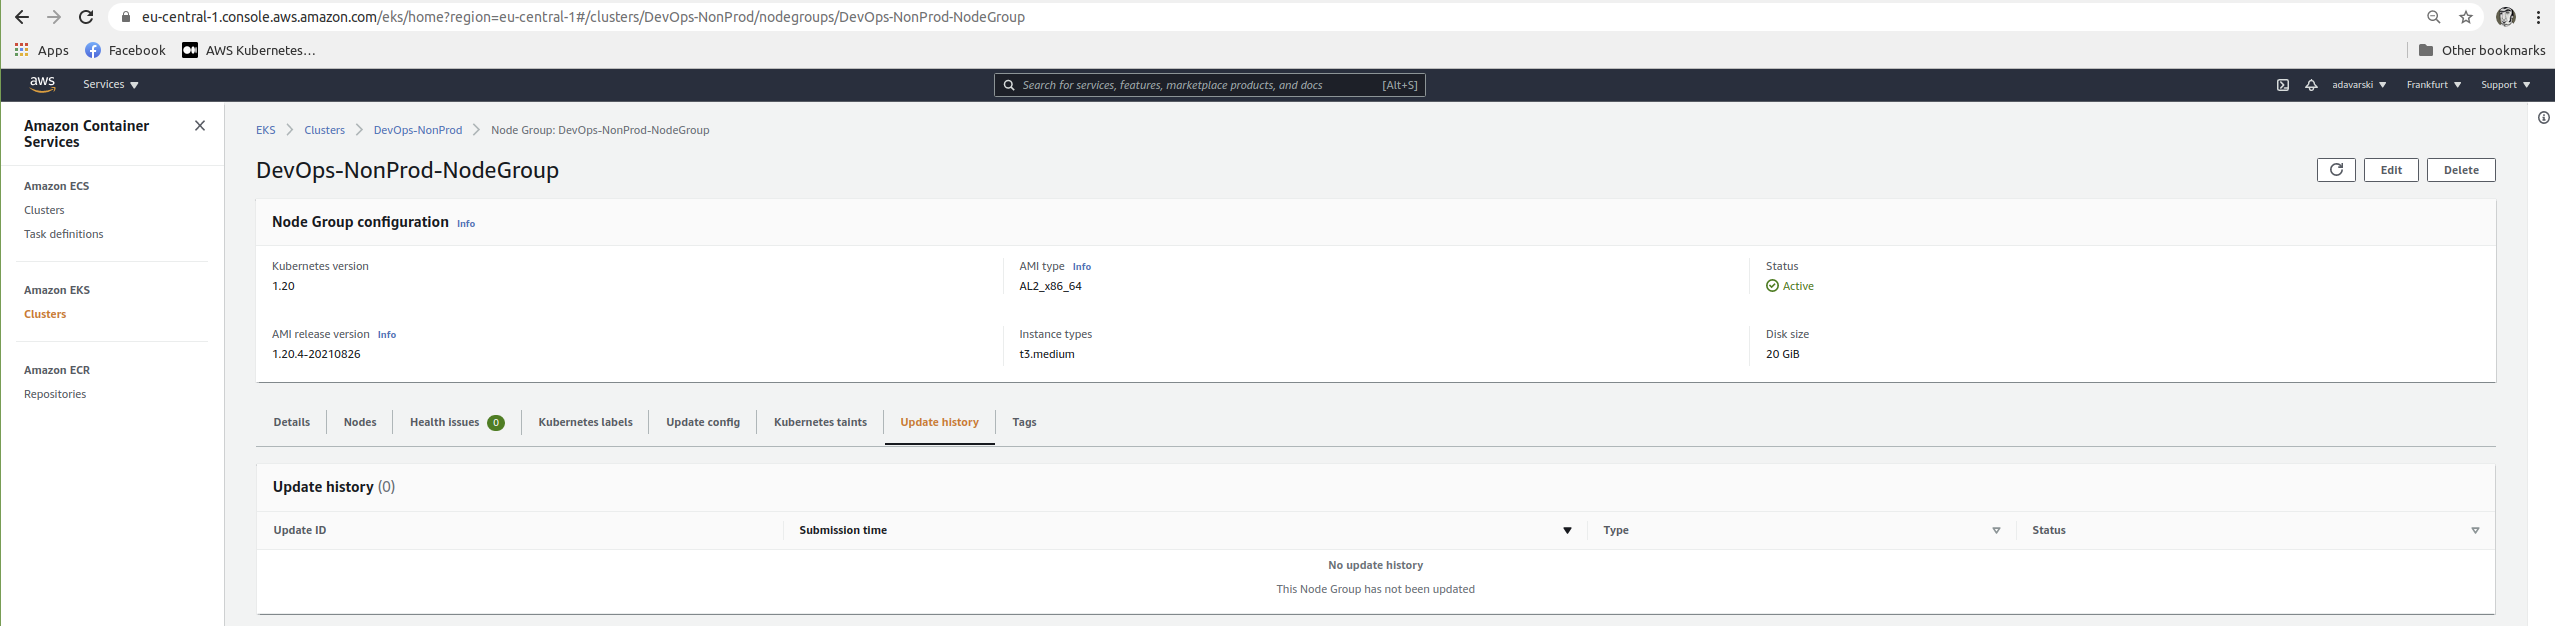 eu-central-1.console.aws.amazon.com/eks/home?region=eu-central-1#/clusters/DevOps-NonProd/nodegroups/DevOps-NonProd-NodeGroup
Apps Facebook AWS Kubernetes... Other bookmarks
aws Services Search for services, features, marketplace products, and docs [Alt+S] adavarski Frankfurt Support
Amazon Container Services
Amazon ECS
Clusters
Task definitions
Amazon EKS
Clusters
Amazon ECR
Repositories
EKS Clusters DevOps-NonProd Node Group: DevOps-NonProd-NodeGroup
DevOps-NonProd-NodeGroup Edit Delete
Node Group configuration Info
Kubernetes version AMI type Info Status
1.20 AL2_x86_64 Active
AMI release version Info Instance types Disk size
1.20.4-20210826 t3.medium 20 GiB
Details Nodes Health issues 0 Kubernetes labels Update config Kubernetes taints Update history Tags
Update history (0)
Update ID Submission time Type Status
No update history
This Node Group has not been updated